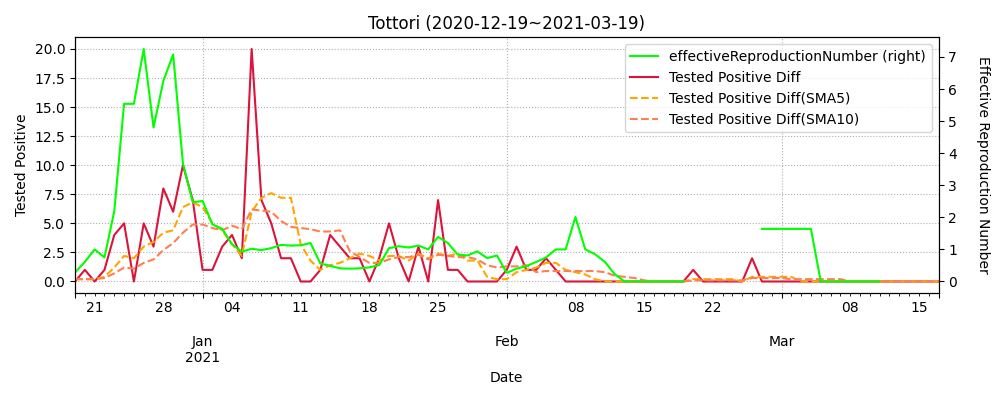 Tottori (2020-12-19~2021-03-19)
effectiveReproductionNumber (right)
Tested Positive Diff
Tested Positive Diff(SMA5)
Tested Positive Diff(SMA10)
Tested Positive
20.0
17.5
15.0
12.5
10.0
7.5
5.0
2.5
0.0
Effective Reproduction Number
7
6
5
4
3
2
1
0
21 28 04 11 18 25 08 15 22 08 15
Jan Feb Mar
2021
Date